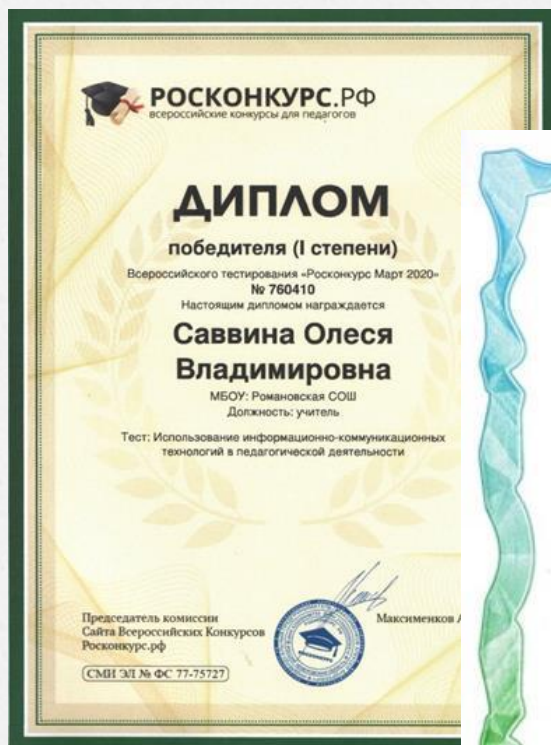 РОСКОНКУРС.РФ
всероссийские конкурсы для педагогов
ДИПЛОМ
победителя (I степени)
Всероссийского тестирования «Росконкурс Март 2020»
№ 760410
Настоящим дипломом награждается
Саввина Олеся
Владимировна
МБОУ: Романовская СОШ
Должность: учитель
Тест: Использование информационно-коммуникационных
технологий в педагогической деятельности
Председатель комиссии
Сайта Всероссийских Конкурсов
Росконкурс.рф
Максименков
СМИ ЭЛ № ФС 77-75727